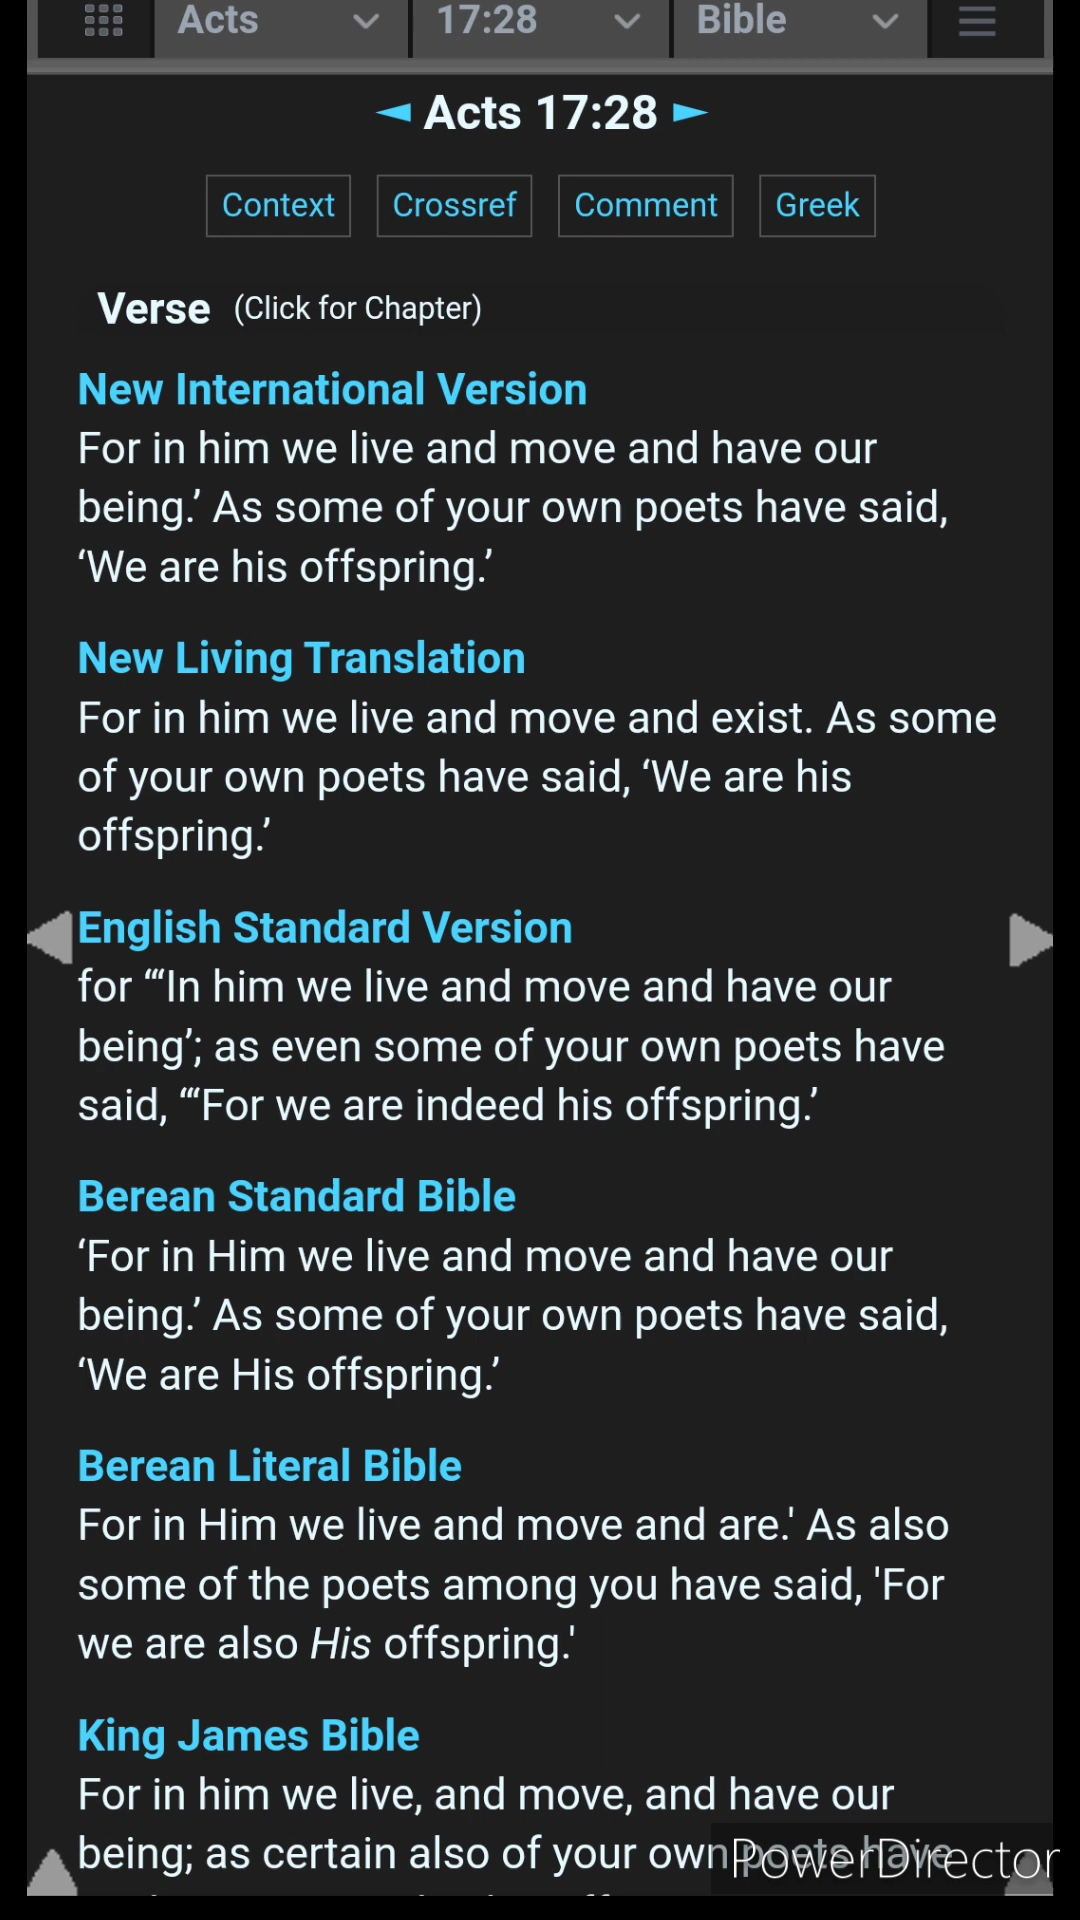 Acts 17:28 Bible
Acts 17:28
Context Crossref Comment Greek
Verse (Click for Chapter)
New International Version
For in him we live and move and have our
being.’ As some of your own poets have said,
‘We are his offspring.’
New Living Translation
For in him we live and move and exist. As some
of your own poets have said, ‘We are his
offspring.’
English Standard Version
for “‘In him we live and move and have our
being’; as even some of your own poets have
said, “‘For we are indeed his offspring.’
Berean Standard Bible
‘For in Him we live and move and have our
being.’ As some of your own poets have said,
‘We are His offspring.’
Berean Literal Bible
For in Him we live and move and are.' As also
some of the poets among you have said, 'For
we are also His offspring.'
King James Bible
For in him we live, and move, and have our
being; as certain also of your own poets have
PowerDirector